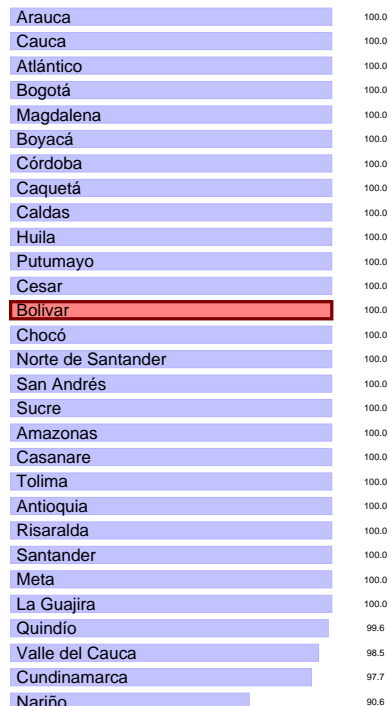 Arauca 100.0
Cauca 100.0
Atlántico 100.0
Bogotá 100.0
Magdalena 100.0
Boyacá 100.0
Córdoba 100.0
Caquetá 100.0
Caldas 100.0
Huila 100.0
Putumayo 100.0
Cesar 100.0
Bolivar 100.0
Chocó 100.0
Norte de Santander 100.0
San Andrés 100.0
Sucre 100.0
Amazonas 100.0
Casanare 100.0
Tolima 100.0
Antioquia 100.0
Risaralda 100.0
Santander 100.0
Meta 100.0
La Guajira 100.0
Quindío 99.6
Valle del Cauca 98.5
Cundinamarca 97.7
Nariño 90.6